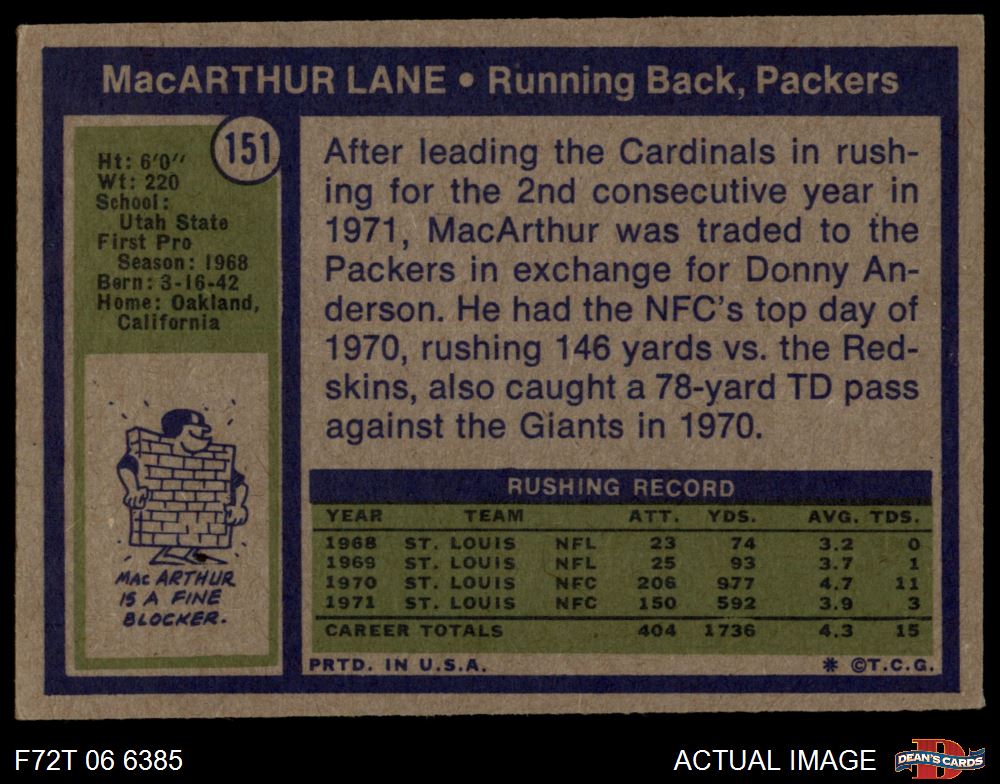 MacARTHUR LANE • Running Back, Packers
151
Ht: 6'0"
Wt: 220
School:
Utah State
First Pro
Season: 1968
Born: 3-16-42
Home: Oakland,
California
MAC ARTHUR
IS A FINE
BLOCKER.
After leading the Cardinals in rush-
ing for the 2nd consecutive year in
1971, MacArthur was traded to the
Packers in exchange for Donny An-
derson. He had the NFC's top day of
1970, rushing 146 yards vs. the Red-
skins, also caught a 78-yard TD pass
against the Giants in 1970.
RUSHING RECORD
YEAR TEAM ATT. YDS. AVG. TDS.
1968 ST. LOUIS NFL 23 74 3.2 0
1969 ST. LOUIS NFL 25 93 3.7 1
1970 ST. LOUIS NFC 206 977 4.7 11
1971 ST. LOUIS NFC 150 592 3.9 3
CAREER TOTALS 404 1736 4.3 15
PRTD. IN U.S.A. * ©T.C.G.
F72T 06 6385 ACTUAL IMAGE
D
DEAN'S CARDS